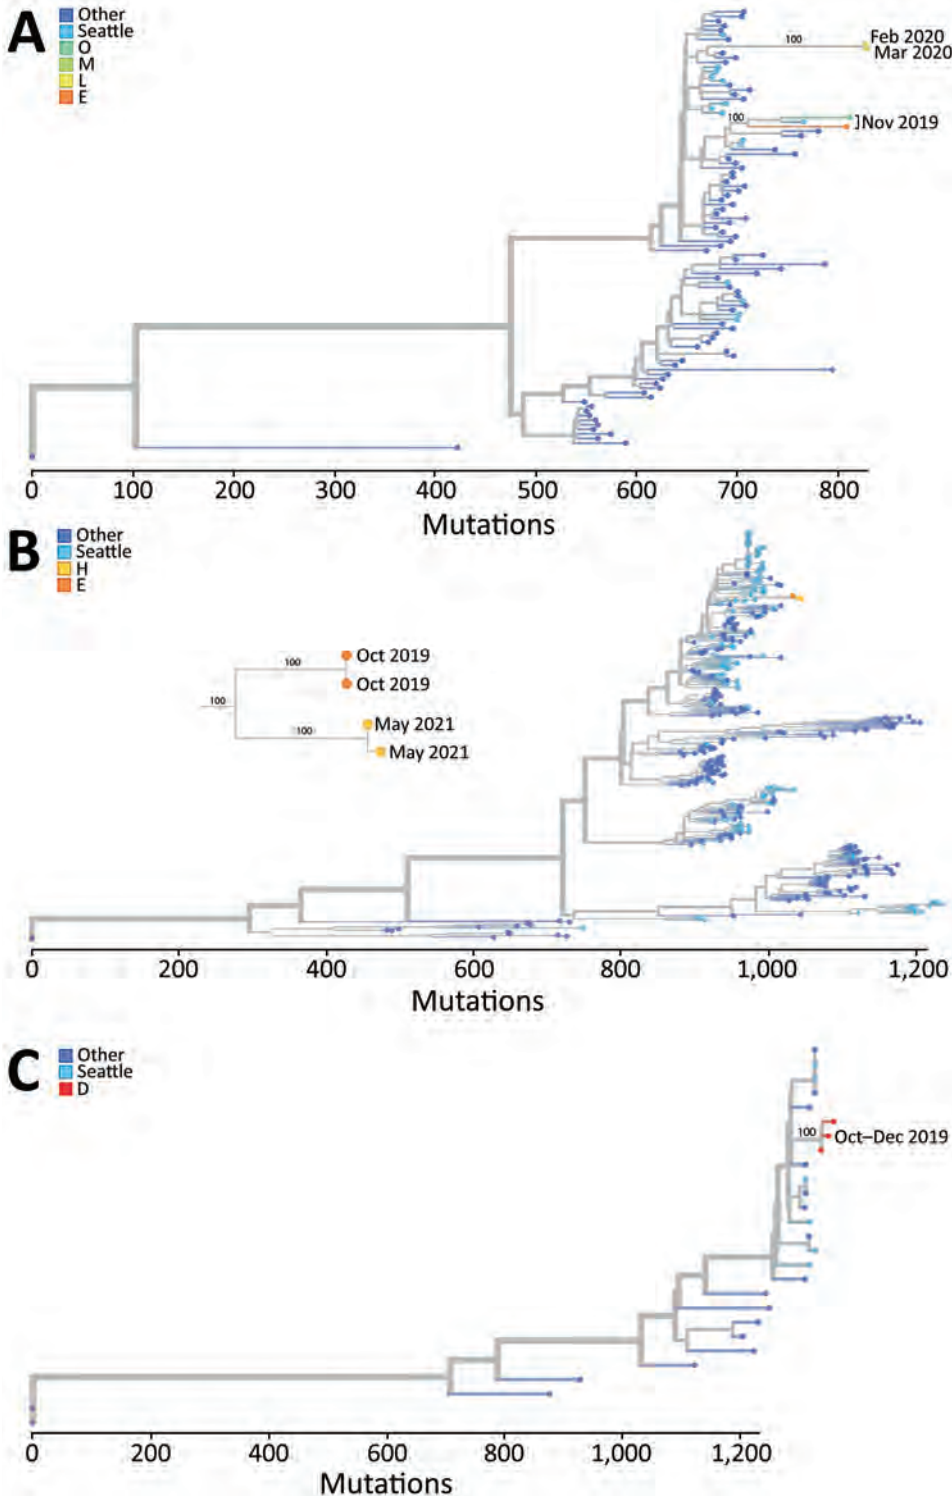 A
Other
Seattle
O
M
L
E
100
Feb 2020
Mar 2020
100
Nov 2019
0 100 200 300 400 500 600 700 800
Mutations
B
Other
Seattle
H
E
100
Oct 2019
Oct 2019
100
100
May 2021
May 2021
0 200 400 600 800 1,000 1,200
Mutations
C
Other
Seattle
D
100
Oct–Dec 2019
0 200 400 600 800 1,000 1,200
Mutations